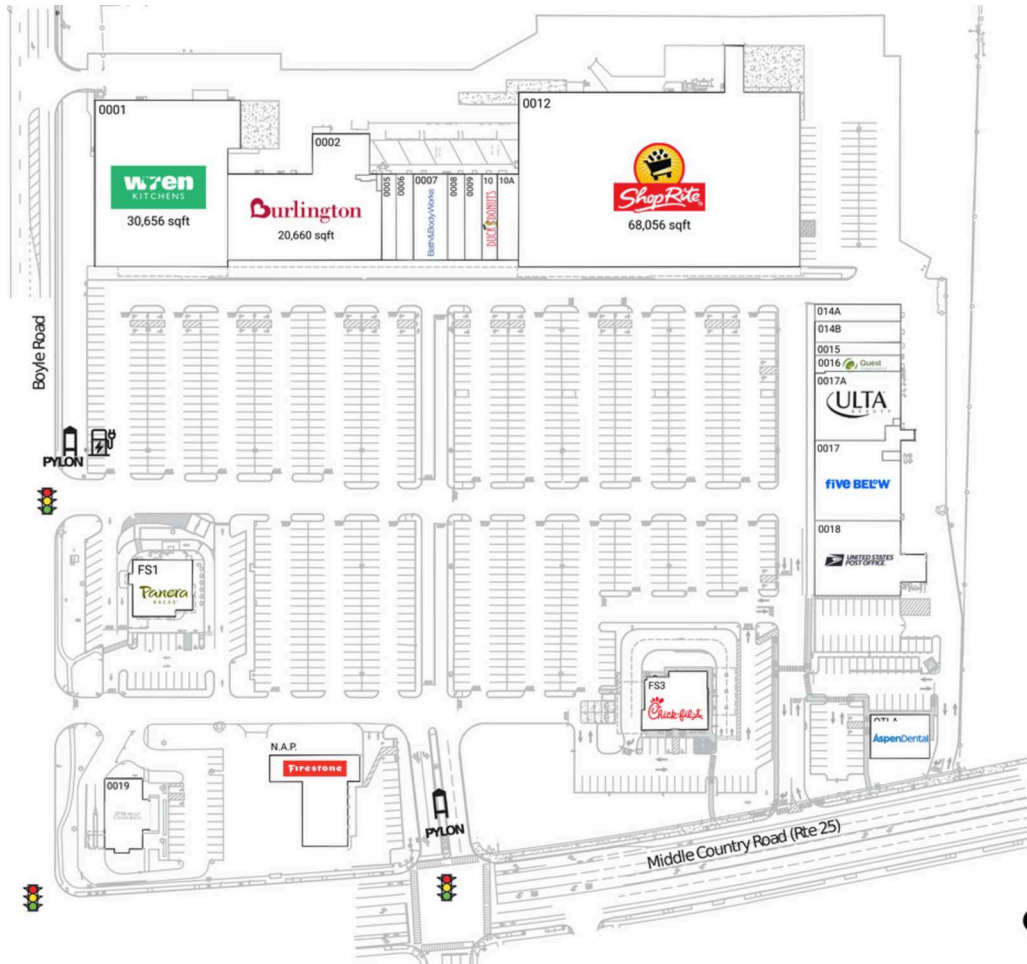 0001
wren
KITCHENS
30,656 sqft
0002
Burlington
20,660 sqft
0005
0006
0007
Bath&BodyWorks
0008
0009
10
DUCK DONUTS
10A
0012
ShopRite
68,056 sqft
Boyle Road
PYLON
014A
014B
0015
0016
Quest
0017A
ULTA
BEAUTY
0017
five BELOW
0018
UNITED STATES
POST OFFICE
FS1
Panera
BREAD
FS3
Chick-fil-A
AspenDental
N.A.P.
Firestone
0019
PYLON
Middle Country Road (Rte 25)